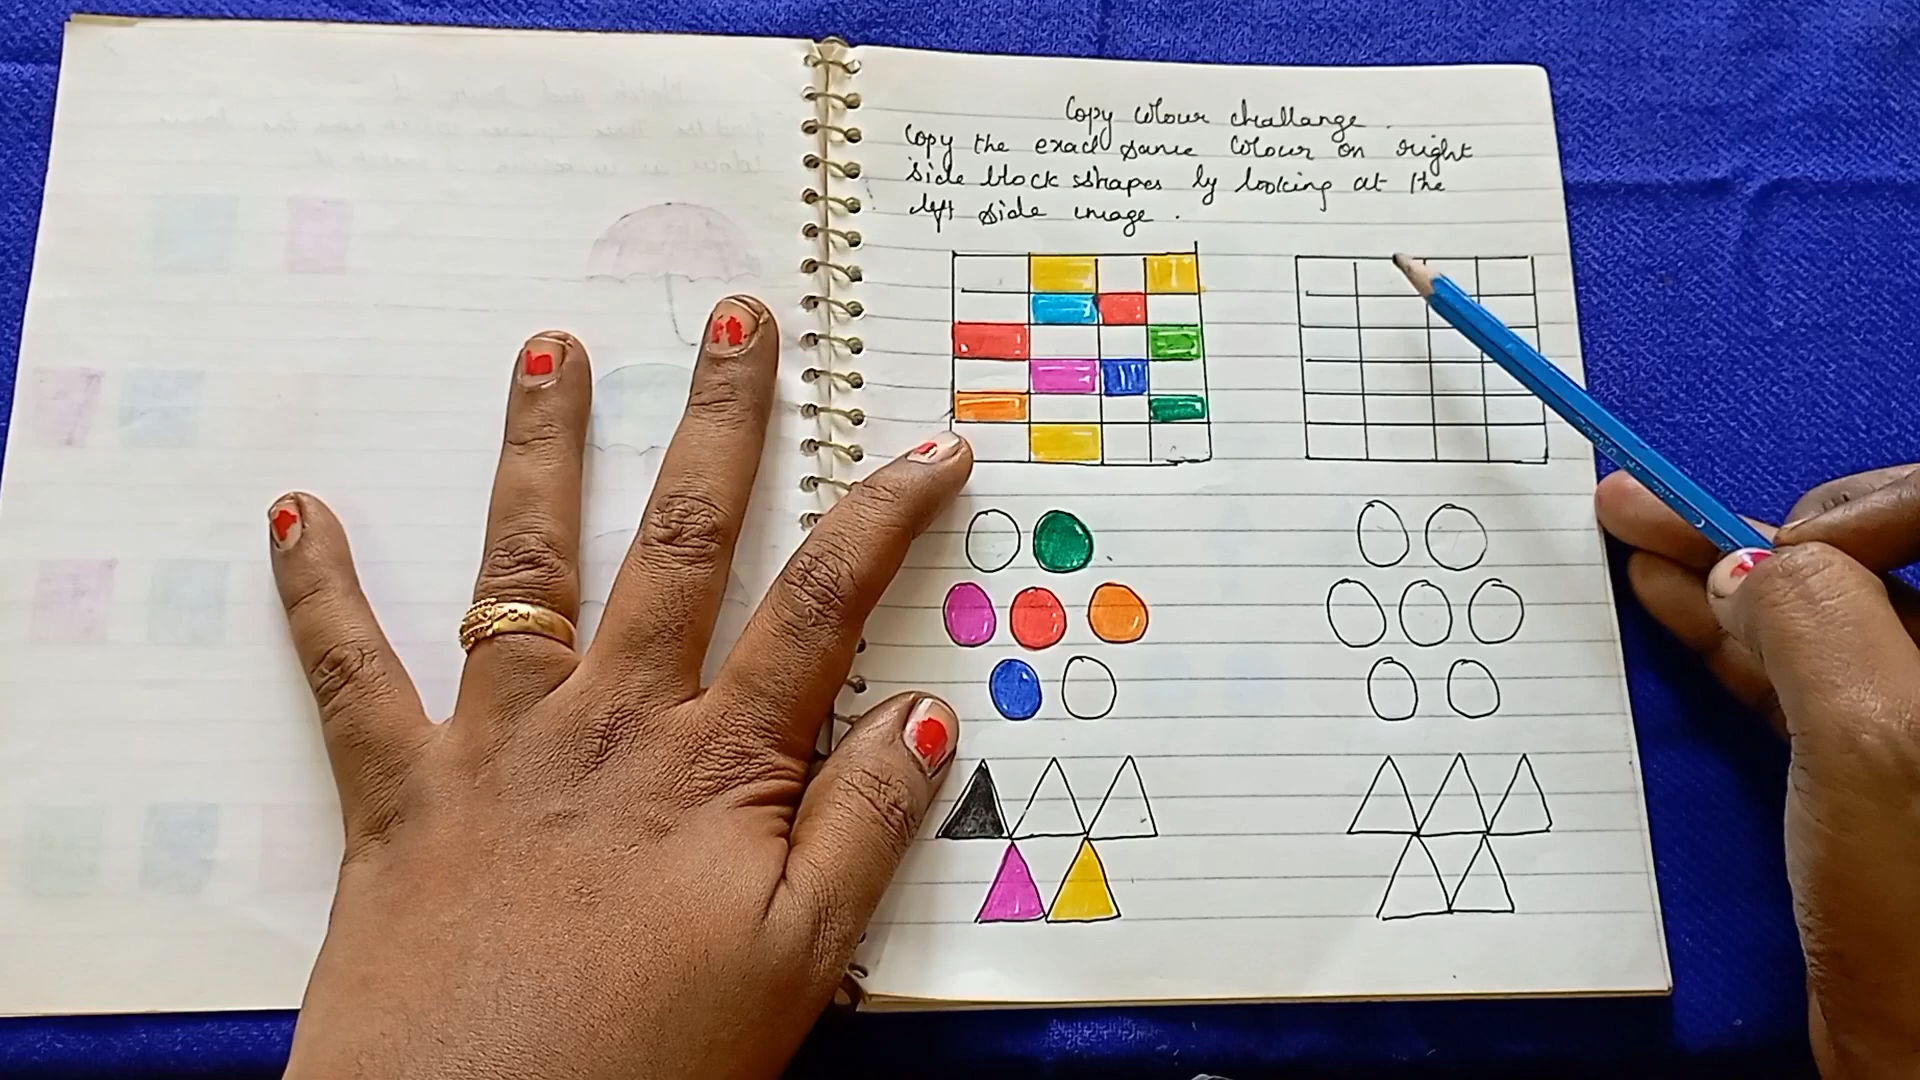 Copy colour challange.
Copy the exact same colour on right
side block shapes by looking at the
left side image.